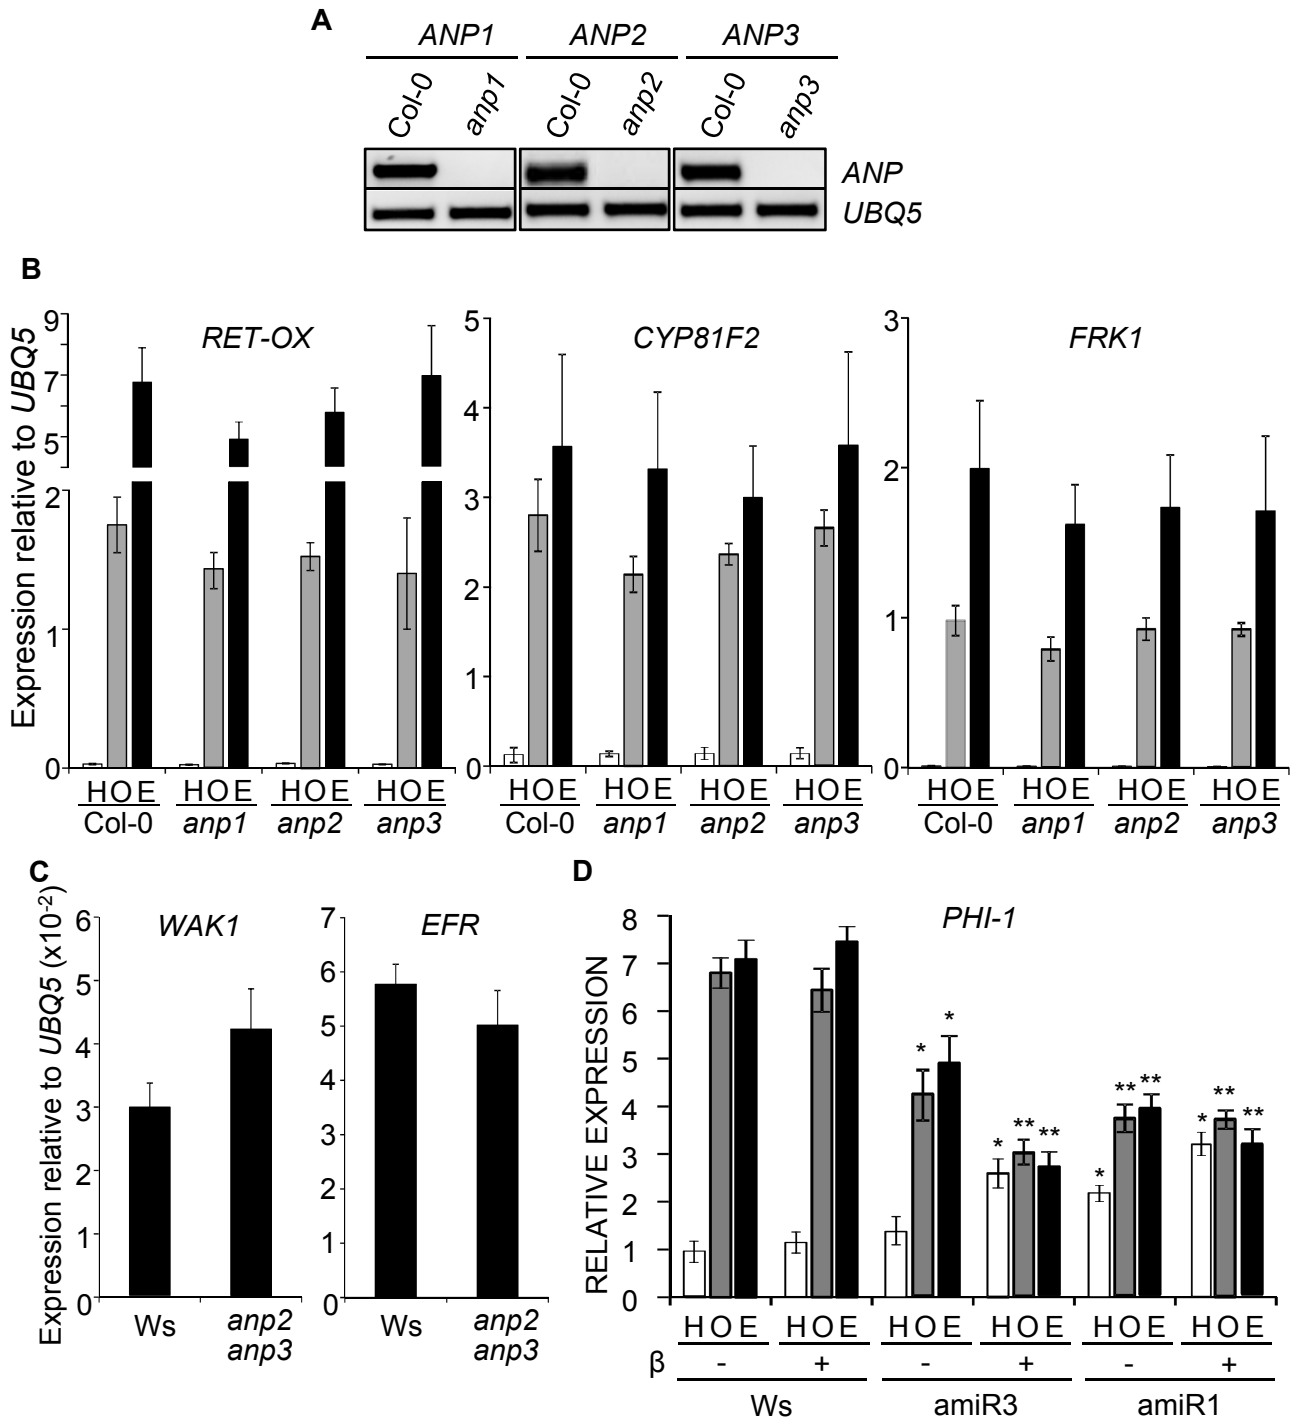 A
ANP1 ANP2 ANP3
Col-0 anp1 Col-0 anp2 Col-0 anp3
ANP
UBQ5
B
Expression relative to UBQ5
RET-OX CYP81F2 FRK1
9
7
5
2
1
0
5
4
3
2
1
0
3
2
1
0
H O E H O E H O E H O E H O E H O E H O E H O E H O E H O E H O E H O E
Col-0 anp1 anp2 anp3 Col-0 anp1 anp2 anp3 Col-0 anp1 anp2 anp3
C
Expression relative to UBQ5 (x10-2)
WAK1 EFR
6
5
4
3
2
1
0
7
6
5
4
3
2
1
0
Ws anp2 Ws anp2
anp3 anp3
D
PHI-1
RELATIVE EXPRESSION
8
7
6
5
4
3
2
1
0
* * * ** ** * ** ** * ** **
H O E H O E H O E H O E H O E H O E
β - + - + - +
Ws amiR3 amiR1